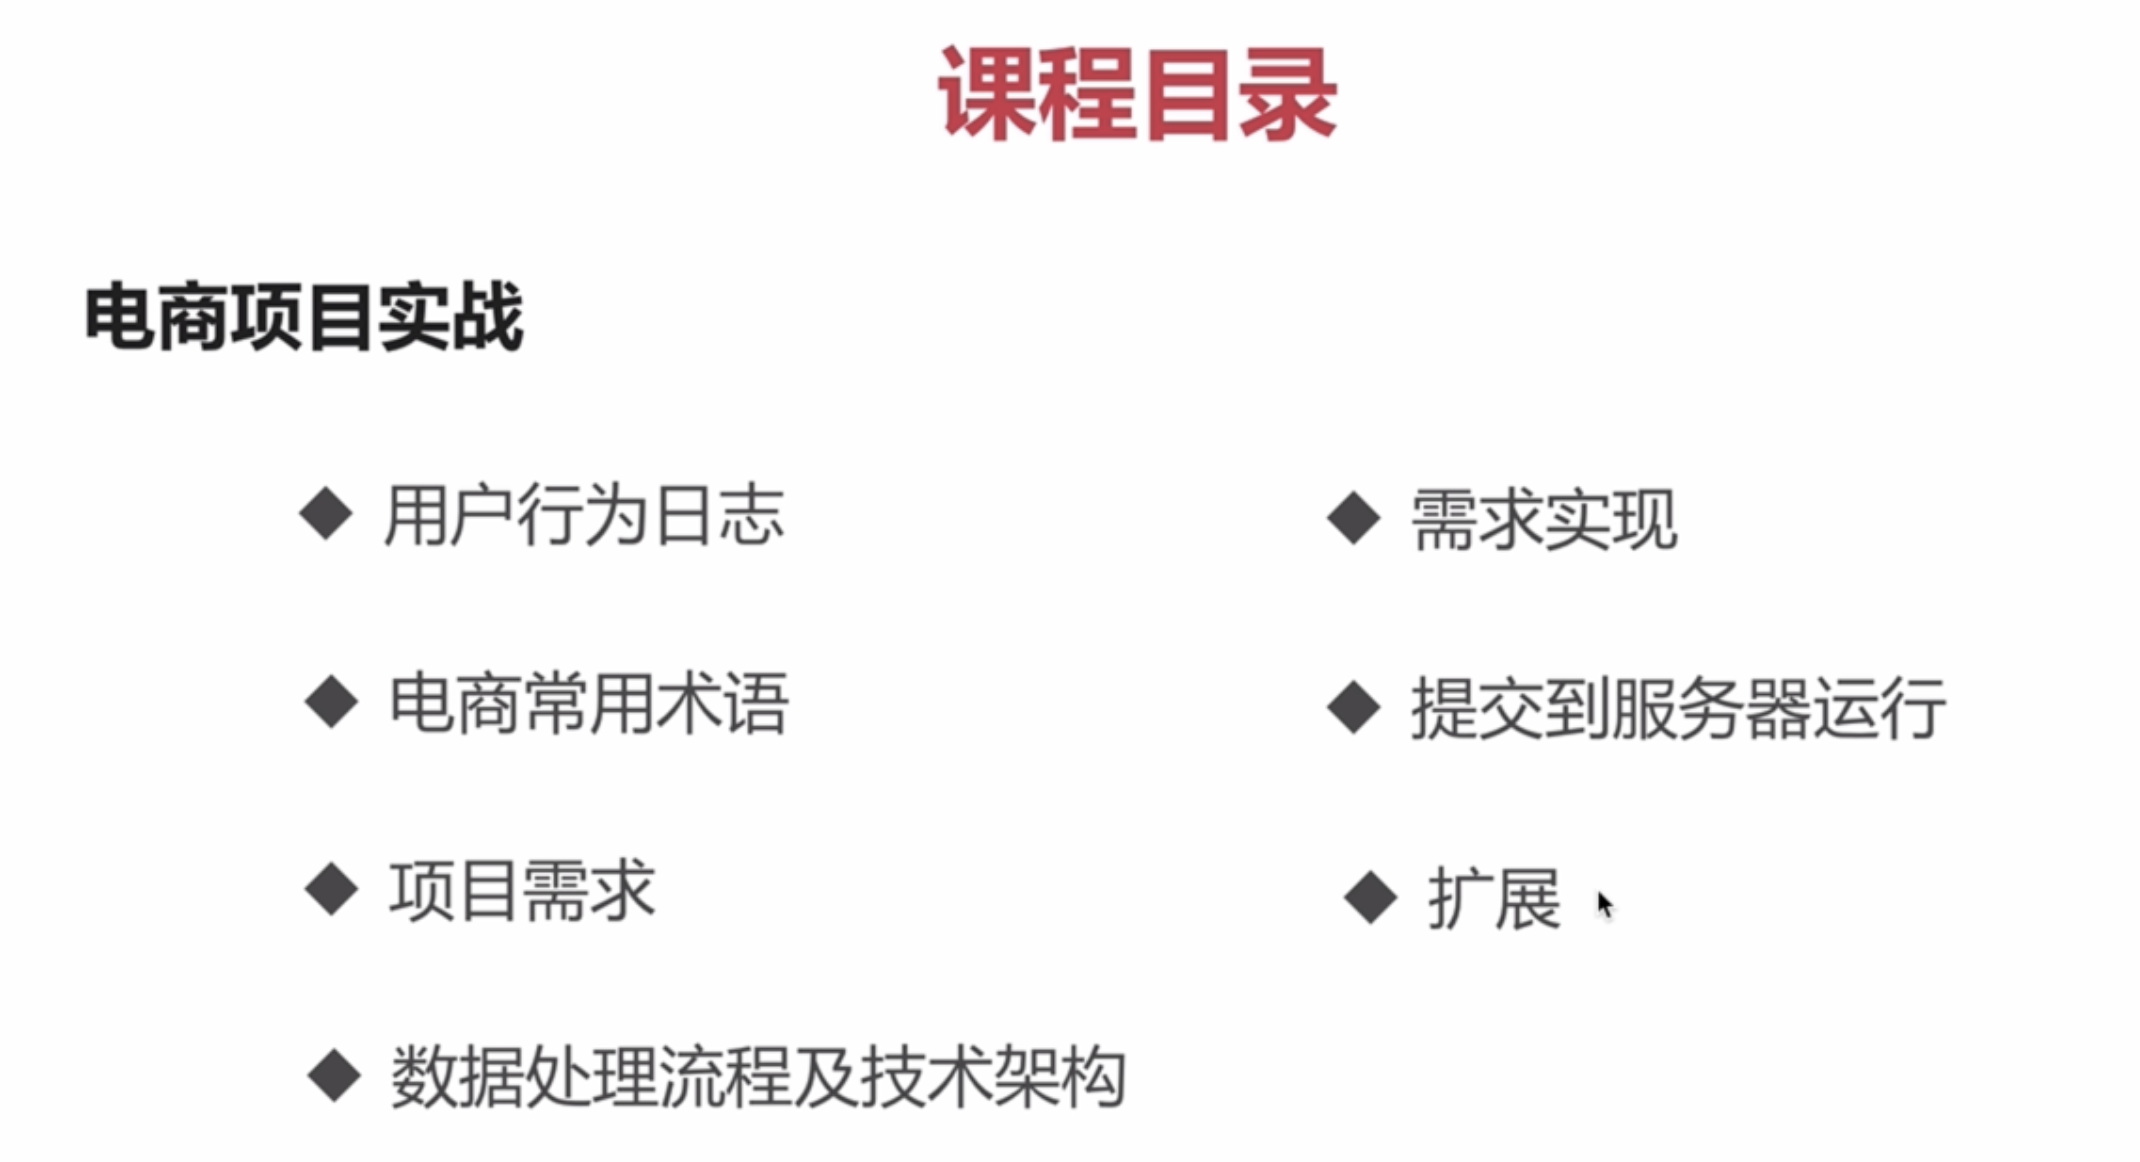 课程目录
电商项目实战
用户行为日志
电商常用术语
项目需求
数据处理流程及技术架构
需求实现
提交到服务器运行
扩展